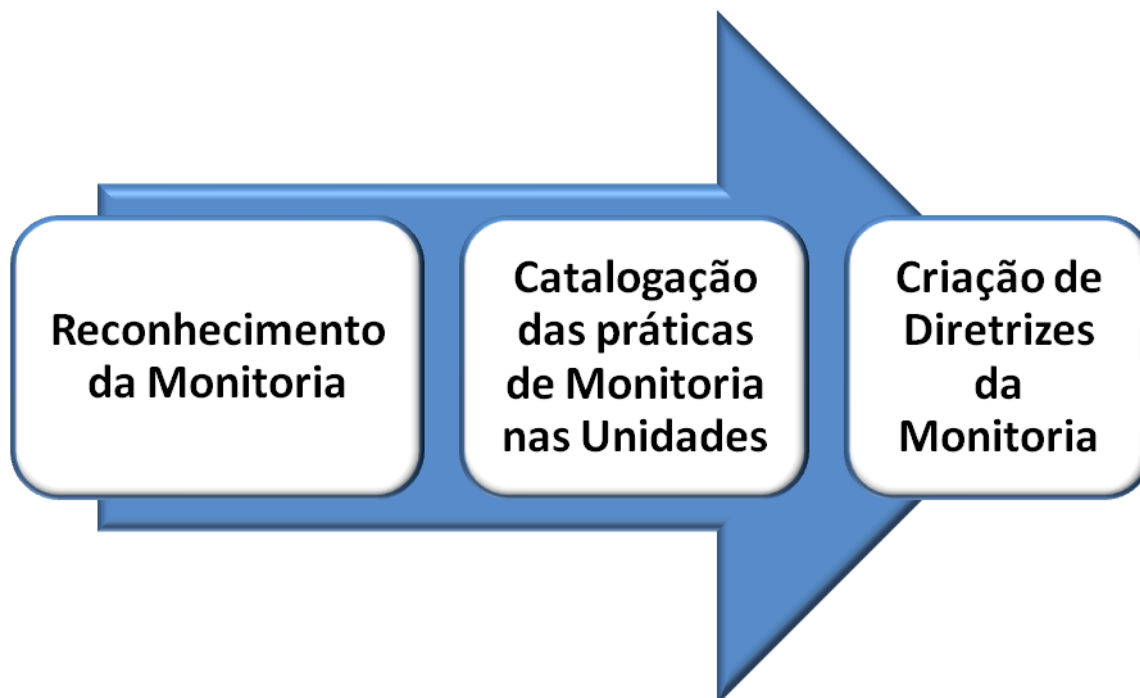 Reconhecimento
da Monitoria
Catalogação
das práticas
de Monitoria
nas Unidades
Criação de
Diretrizes
da
Monitoria